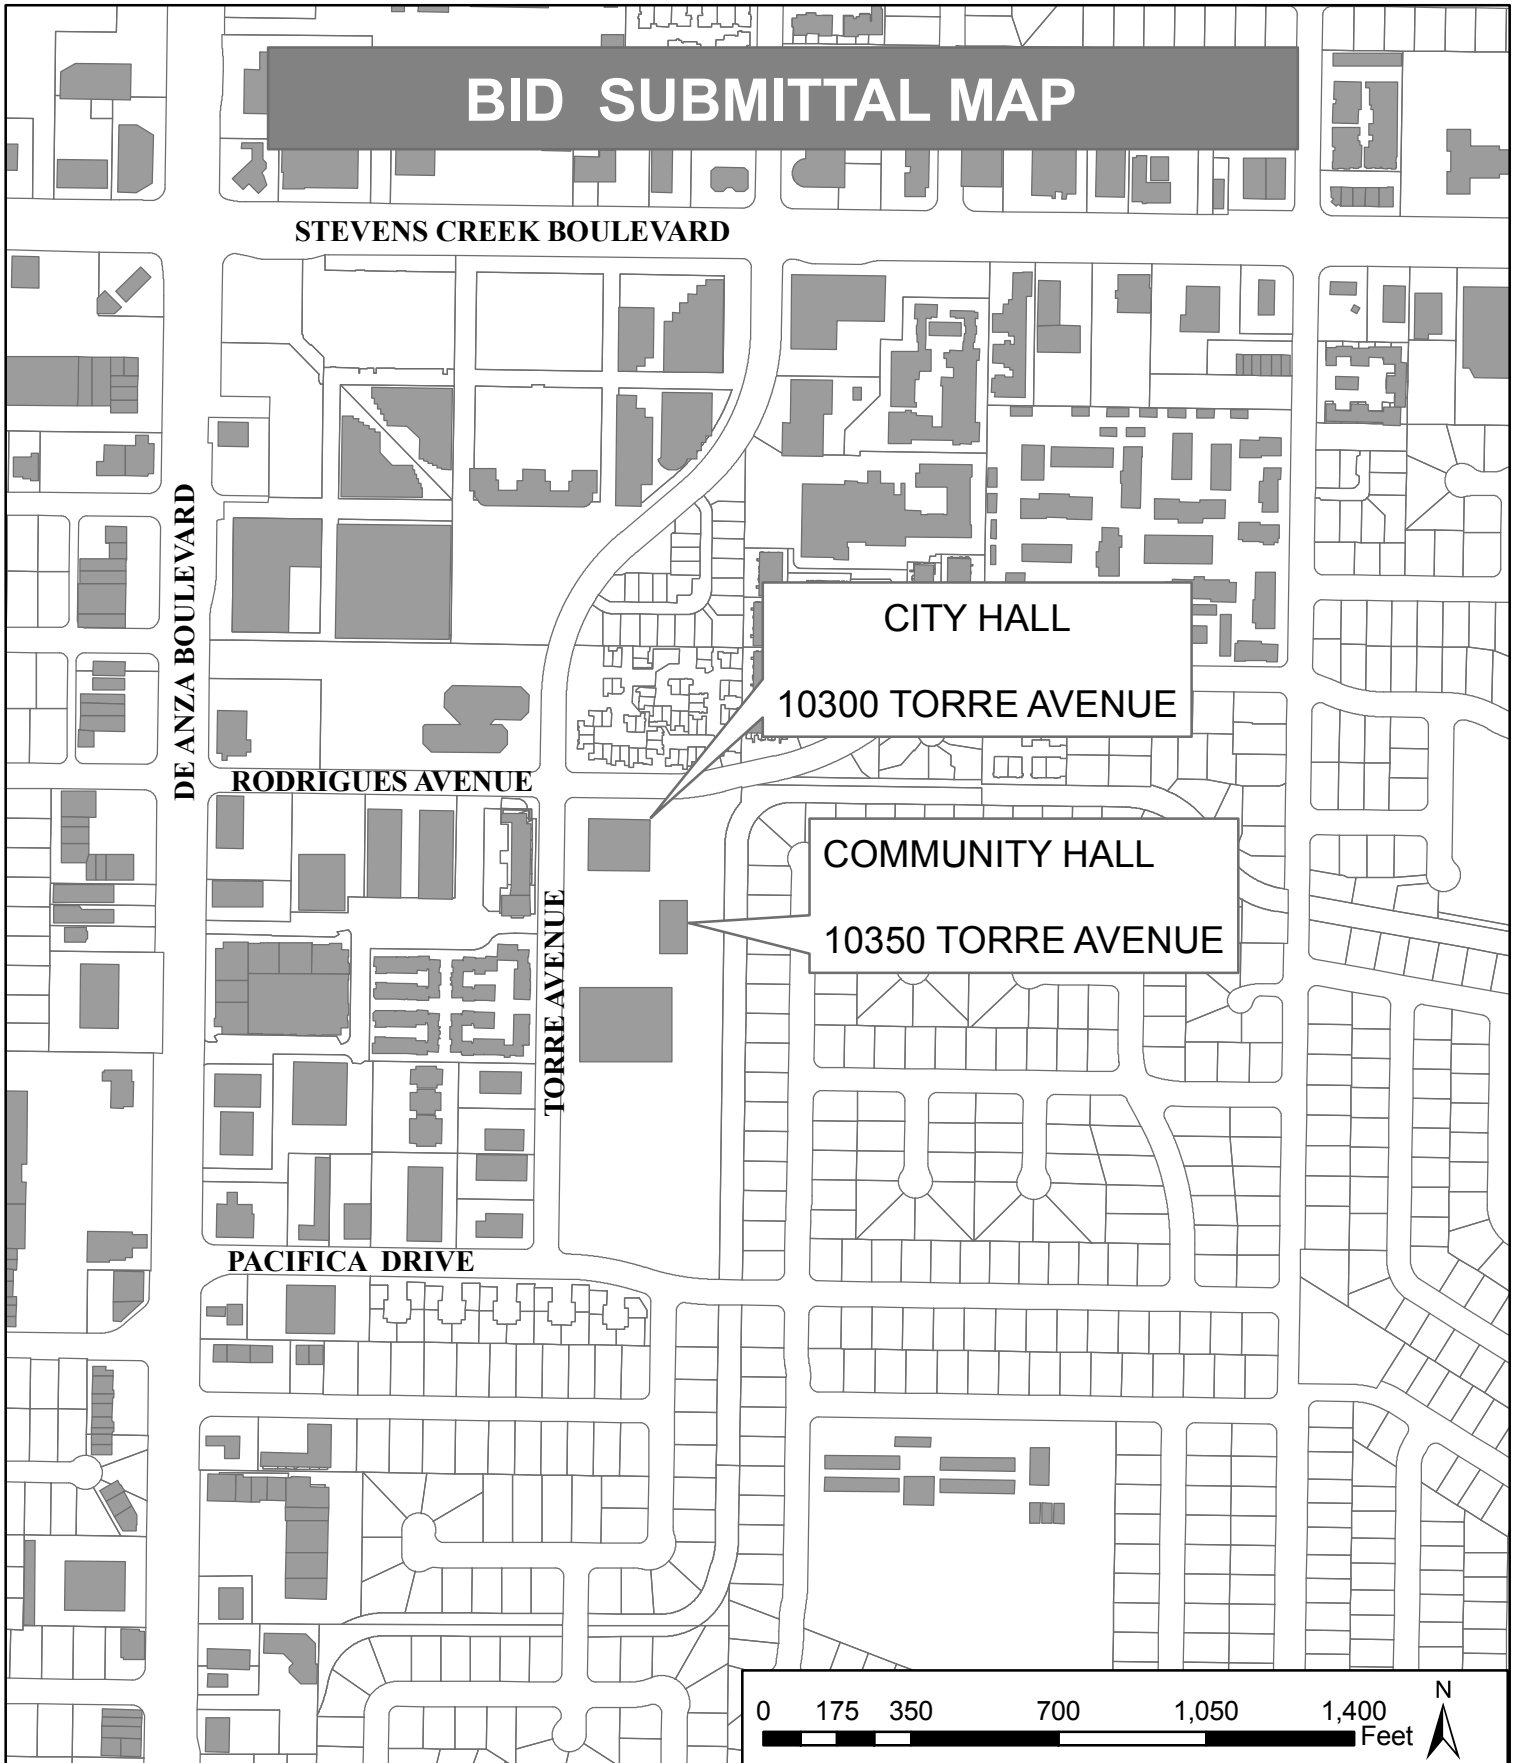 BID SUBMITTAL MAP
STEVENS CREEK BOULEVARD
DE ANZA BOULEVARD
CITY HALL
10300 TORRE AVENUE
RODRIGUES AVENUE
COMMUNITY HALL
10350 TORRE AVENUE
TORRE AVENUE
PACIFICA DRIVE
0 175 350 700 1,050 1,400
Feet
N